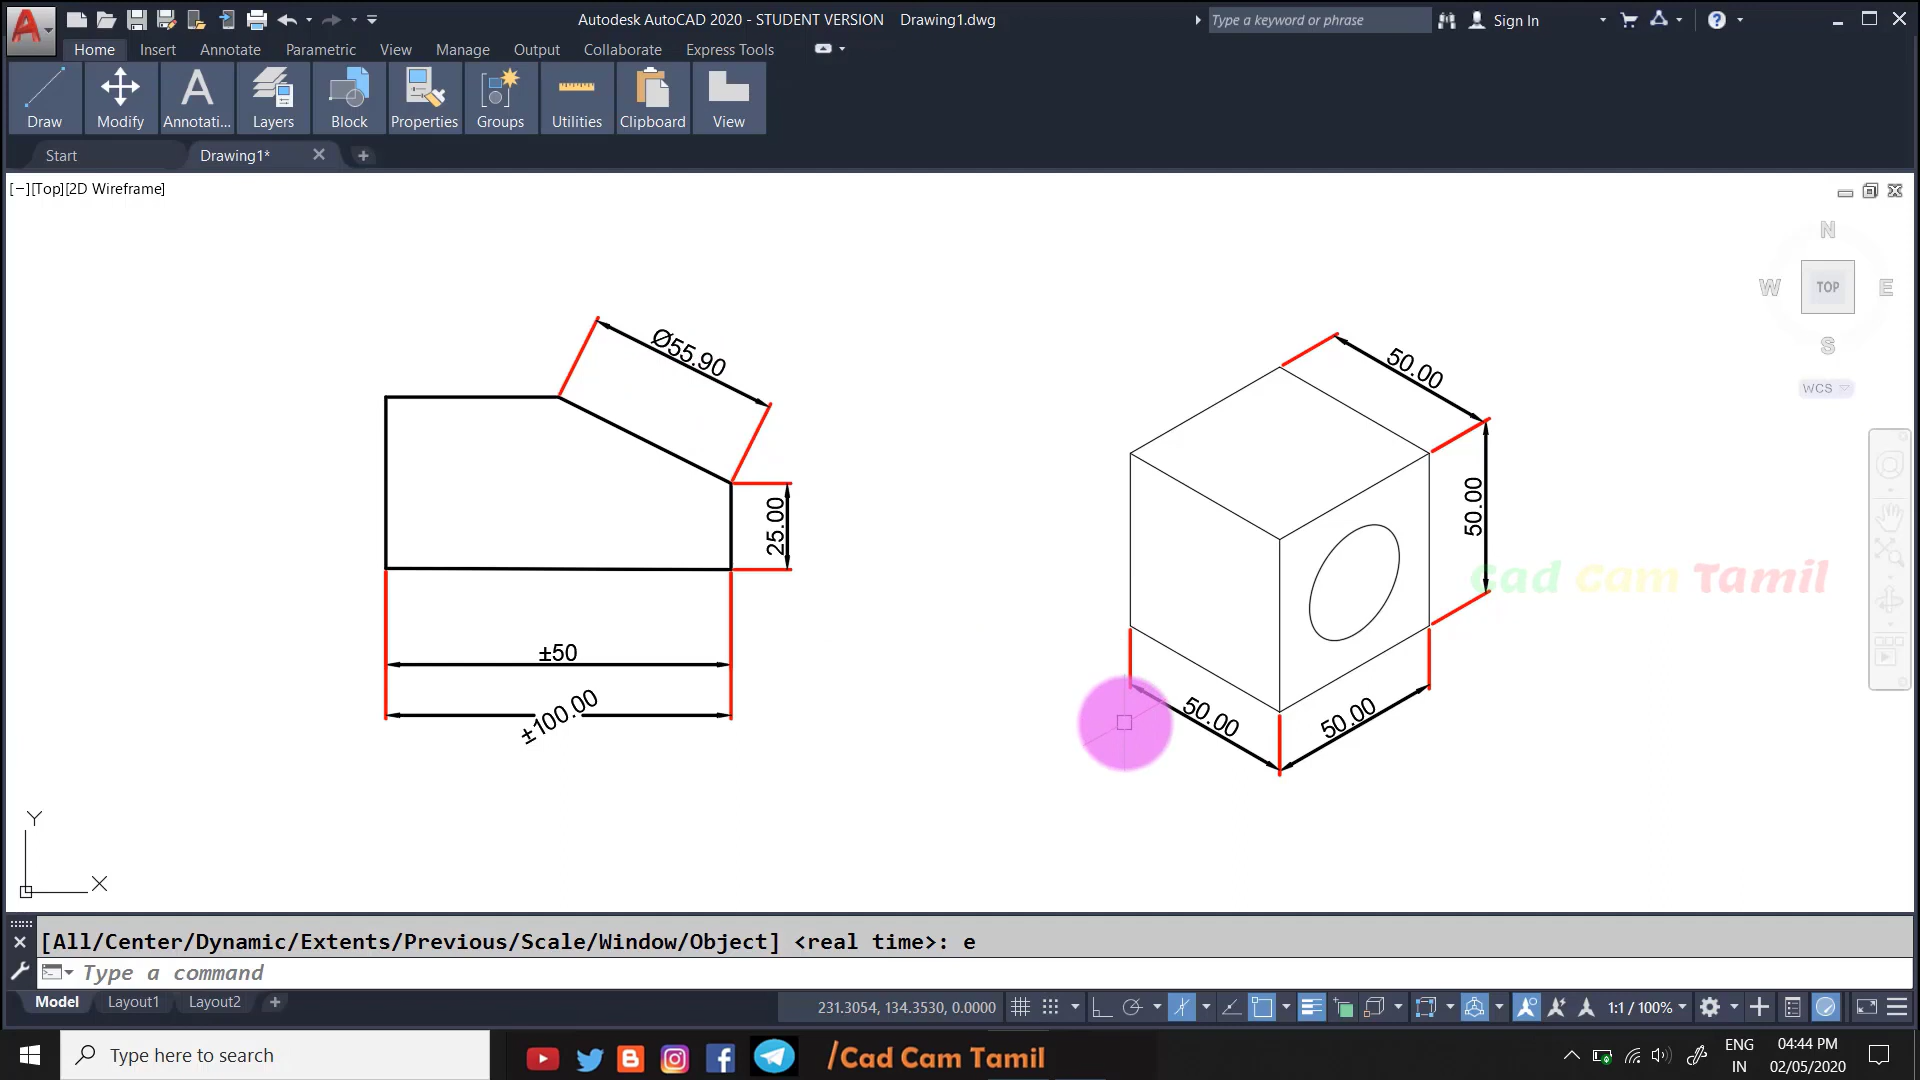 Autodesk AutoCAD 2020 - STUDENT VERSION Drawing1.dwg
Type a keyword or phrase
Sign In
Home Insert Annotate Parametric View Manage Output Collaborate Express Tools
Draw Modify Annotati... Layers Block Properties Groups Utilities Clipboard View
Start Drawing1*
[−][Top][2D Wireframe]
N
W TOP E
S
WCS
Ø55.90
25.00
±50
±100.00
50.00
50.00
50.00
50.00
Cad Cam Tamil
Y
X
[All/Center/Dynamic/Extents/Previous/Scale/Window/Object] <real time>: e
Type a command
Model Layout1 Layout2
231.3054, 134.3530, 0.0000
1:1 / 100%
Type here to search
/Cad Cam Tamil
ENG
IN
04:44 PM
02/05/2020